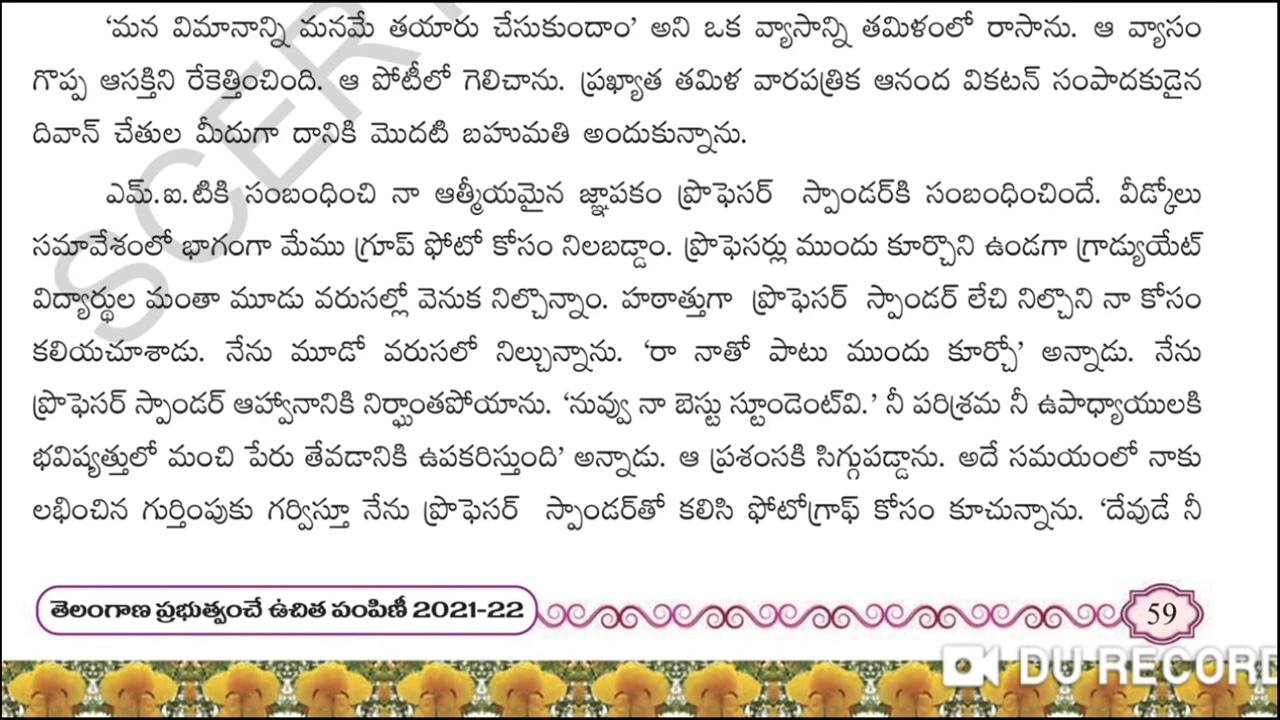 ‘మన విమానాన్ని మనమే తయారు చేసుకుందాం’ అని ఒక వ్యాసాన్ని తమిళంలో రాసాను. ఆ వ్యాసం
గొప్ప ఆసక్తిని రేకెత్తించింది. ఆ పోటీలో గెలిచాను. ప్రఖ్యాత తమిళ వారపత్రిక ఆనంద వికటన్ సంపాదకుడైన
దివాన్ చేతుల మీదుగా దానికి మొదటి బహుమతి అందుకున్నాను.
ఎమ్.ఐ.టికి సంబంధించి నా ఆత్మీయమైన జ్ఞాపకం ప్రొఫెసర్ స్పాండర్‌కి సంబంధించిందే. వీడ్కోలు
సమావేశంలో భాగంగా మేము గ్రూప్ ఫోటో కోసం నిలబడ్డాం. ప్రొఫెసర్లు ముందు కూర్చొని ఉండగా గ్రాడ్యుయేట్
విద్యార్థుల మంతా మూడు వరుసల్లో వెనుక నిల్చొన్నాం. హఠాత్తుగా ప్రొఫెసర్ స్పాండర్ లేచి నిల్చొని నా కోసం
కలియచూశాడు. నేను మూడో వరుసలో నిల్చున్నాను. ‘రా నాతో పాటు ముందు కూర్చో’ అన్నాడు. నేను
ప్రొఫెసర్ స్పాండర్ ఆహ్వానానికి నిర్ఘాంతపోయాను. ‘నువ్వు నా బెస్టు స్టూండెంట్‌వి.’ నీ పరిశ్రమ నీ ఉపాధ్యాయులకి
భవిష్యత్తులో మంచి పేరు తేవడానికి ఉపకరిస్తుంది’ అన్నాడు. ఆ ప్రశంసకి సిగ్గుపడ్డాను. అదే సమయంలో నాకు
లభించిన గుర్తింపుకు గర్విస్తూ నేను ప్రొఫెసర్ స్పాండర్‌తో కలిసి ఫోటోగ్రాఫ్ కోసం కూచున్నాను. ‘దేవుడే నీ
తెలంగాణ ప్రభుత్వంచే ఉచిత పంపిణీ 2021-22
59
DU RECORD
SCER